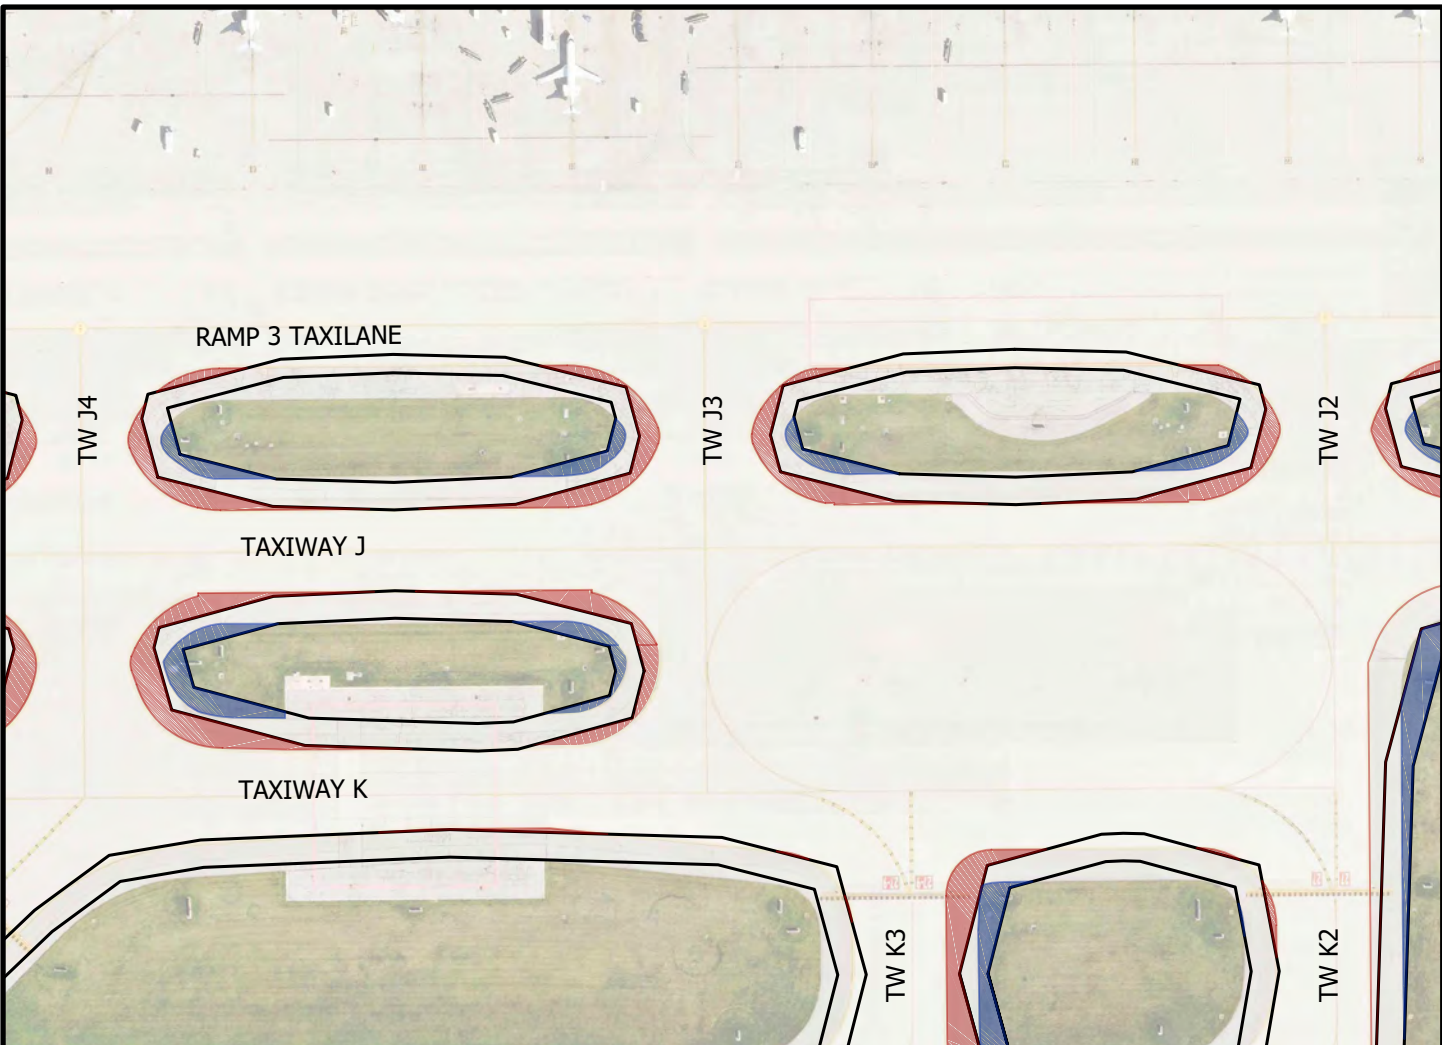 RAMP 3 TAXILANE
TW J4
TW J3
TW J2
TAXIWAY J
TAXIWAY K
TW K3
TW K2